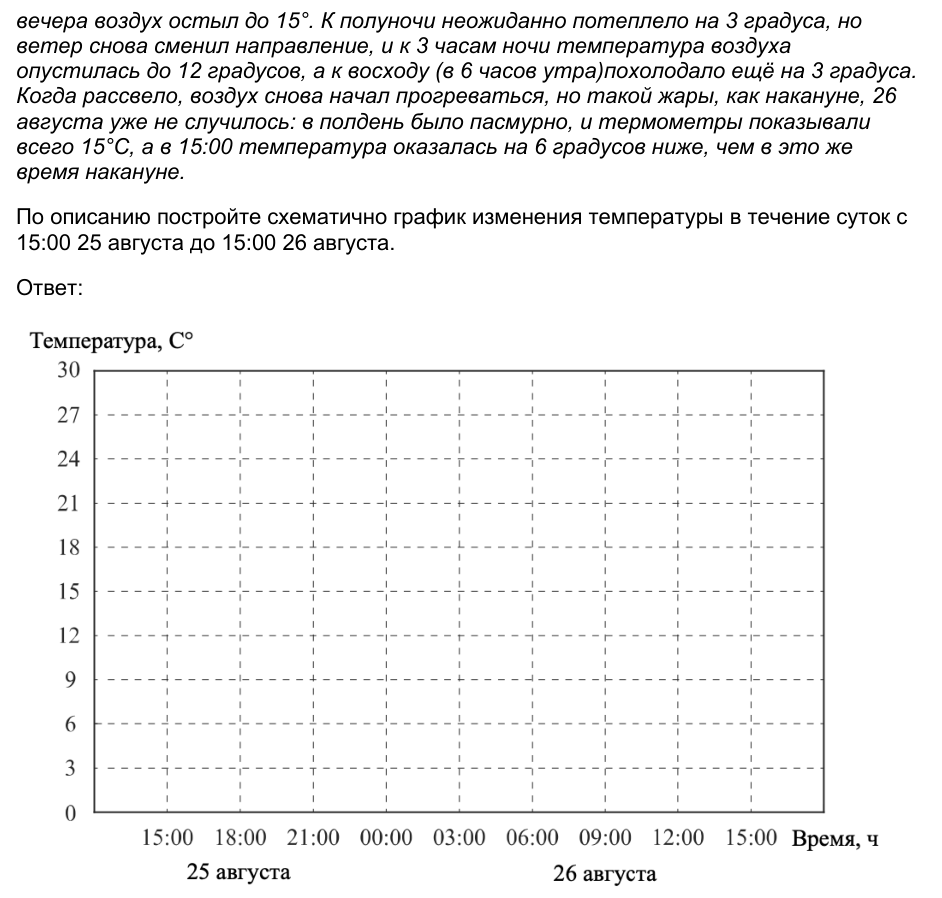 вечера воздух остыл до 15°. К полуночи неожиданно потеплело на 3 градуса, но
ветер снова сменил направление, и к 3 часам ночи температура воздуха
опустилась до 12 градусов, а к восходу (в 6 часов утра)похолодало ещё на 3 градуса.
Когда рассвело, воздух снова начал прогреваться, но такой жары, как накануне, 26
августа уже не случилось: в полдень было пасмурно, и термометры показывали
всего 15°С, а в 15:00 температура оказалась на 6 градусов ниже, чем в это же
время накануне.
По описанию постройте схематично график изменения температуры в течение суток с
15:00 25 августа до 15:00 26 августа.
Ответ:
Температура, С°
30
27
24
21
18
15
12
9
6
3
0
15:00 18:00 21:00 00:00 03:00 06:00 09:00 12:00 15:00 Время, ч
25 августа 26 августа